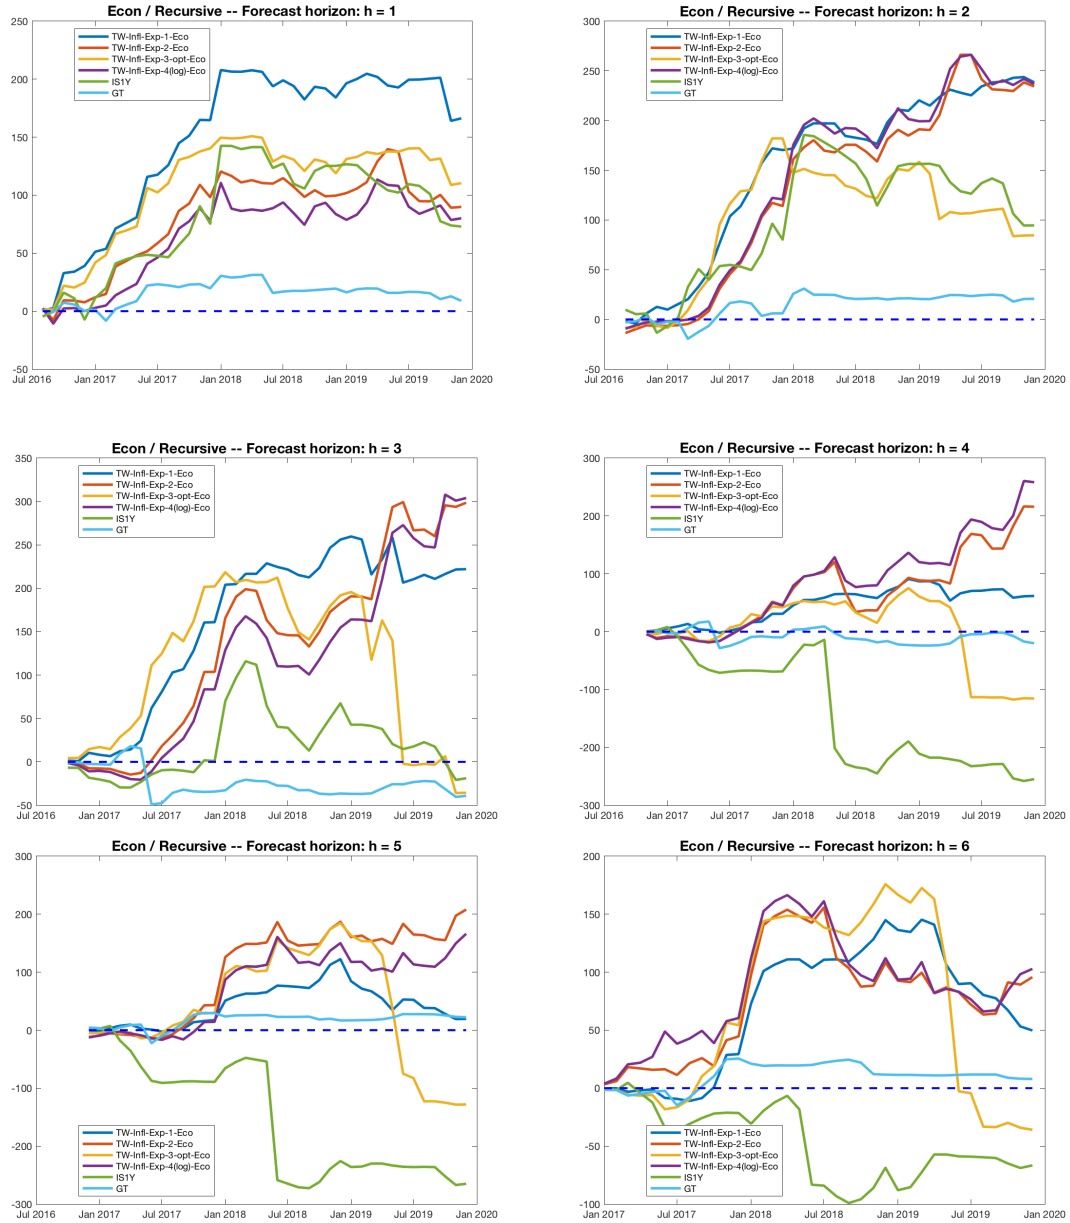 Econ / Recursive -- Forecast horizon: h = 1
250
200
150
100
50
0
-50
Jul 2016 Jan 2017 Jul 2017 Jan 2018 Jul 2018 Jan 2019 Jul 2019 Jan 2020
TW-Infl-Exp-1-Eco
TW-Infl-Exp-2-Eco
TW-Infl-Exp-3-opt-Eco
TW-Infl-Exp-4(log)-Eco
IS1Y
GT
Econ / Recursive -- Forecast horizon: h = 2
300
250
200
150
100
50
0
-50
Jul 2016 Jan 2017 Jul 2017 Jan 2018 Jul 2018 Jan 2019 Jul 2019 Jan 2020
TW-Infl-Exp-1-Eco
TW-Infl-Exp-2-Eco
TW-Infl-Exp-3-opt-Eco
TW-Infl-Exp-4(log)-Eco
IS1Y
GT
Econ / Recursive -- Forecast horizon: h = 3
350
300
250
200
150
100
50
0
-50
Jul 2016 Jan 2017 Jul 2017 Jan 2018 Jul 2018 Jan 2019 Jul 2019 Jan 2020
TW-Infl-Exp-1-Eco
TW-Infl-Exp-2-Eco
TW-Infl-Exp-3-opt-Eco
TW-Infl-Exp-4(log)-Eco
IS1Y
GT
Econ / Recursive -- Forecast horizon: h = 4
300
200
100
0
-100
-200
-300
Jul 2016 Jan 2017 Jul 2017 Jan 2018 Jul 2018 Jan 2019 Jul 2019 Jan 2020
TW-Infl-Exp-1-Eco
TW-Infl-Exp-2-Eco
TW-Infl-Exp-3-opt-Eco
TW-Infl-Exp-4(log)-Eco
IS1Y
GT
Econ / Recursive -- Forecast horizon: h = 5
300
200
100
0
-100
-200
-300
Jul 2016 Jan 2017 Jul 2017 Jan 2018 Jul 2018 Jan 2019 Jul 2019 Jan 2020
TW-Infl-Exp-1-Eco
TW-Infl-Exp-2-Eco
TW-Infl-Exp-3-opt-Eco
TW-Infl-Exp-4(log)-Eco
IS1Y
GT
Econ / Recursive -- Forecast horizon: h = 6
200
150
100
50
0
-50
-100
Jan 2017 Jul 2017 Jan 2018 Jul 2018 Jan 2019 Jul 2019 Jan 2020
TW-Infl-Exp-1-Eco
TW-Infl-Exp-2-Eco
TW-Infl-Exp-3-opt-Eco
TW-Infl-Exp-4(log)-Eco
IS1Y
GT